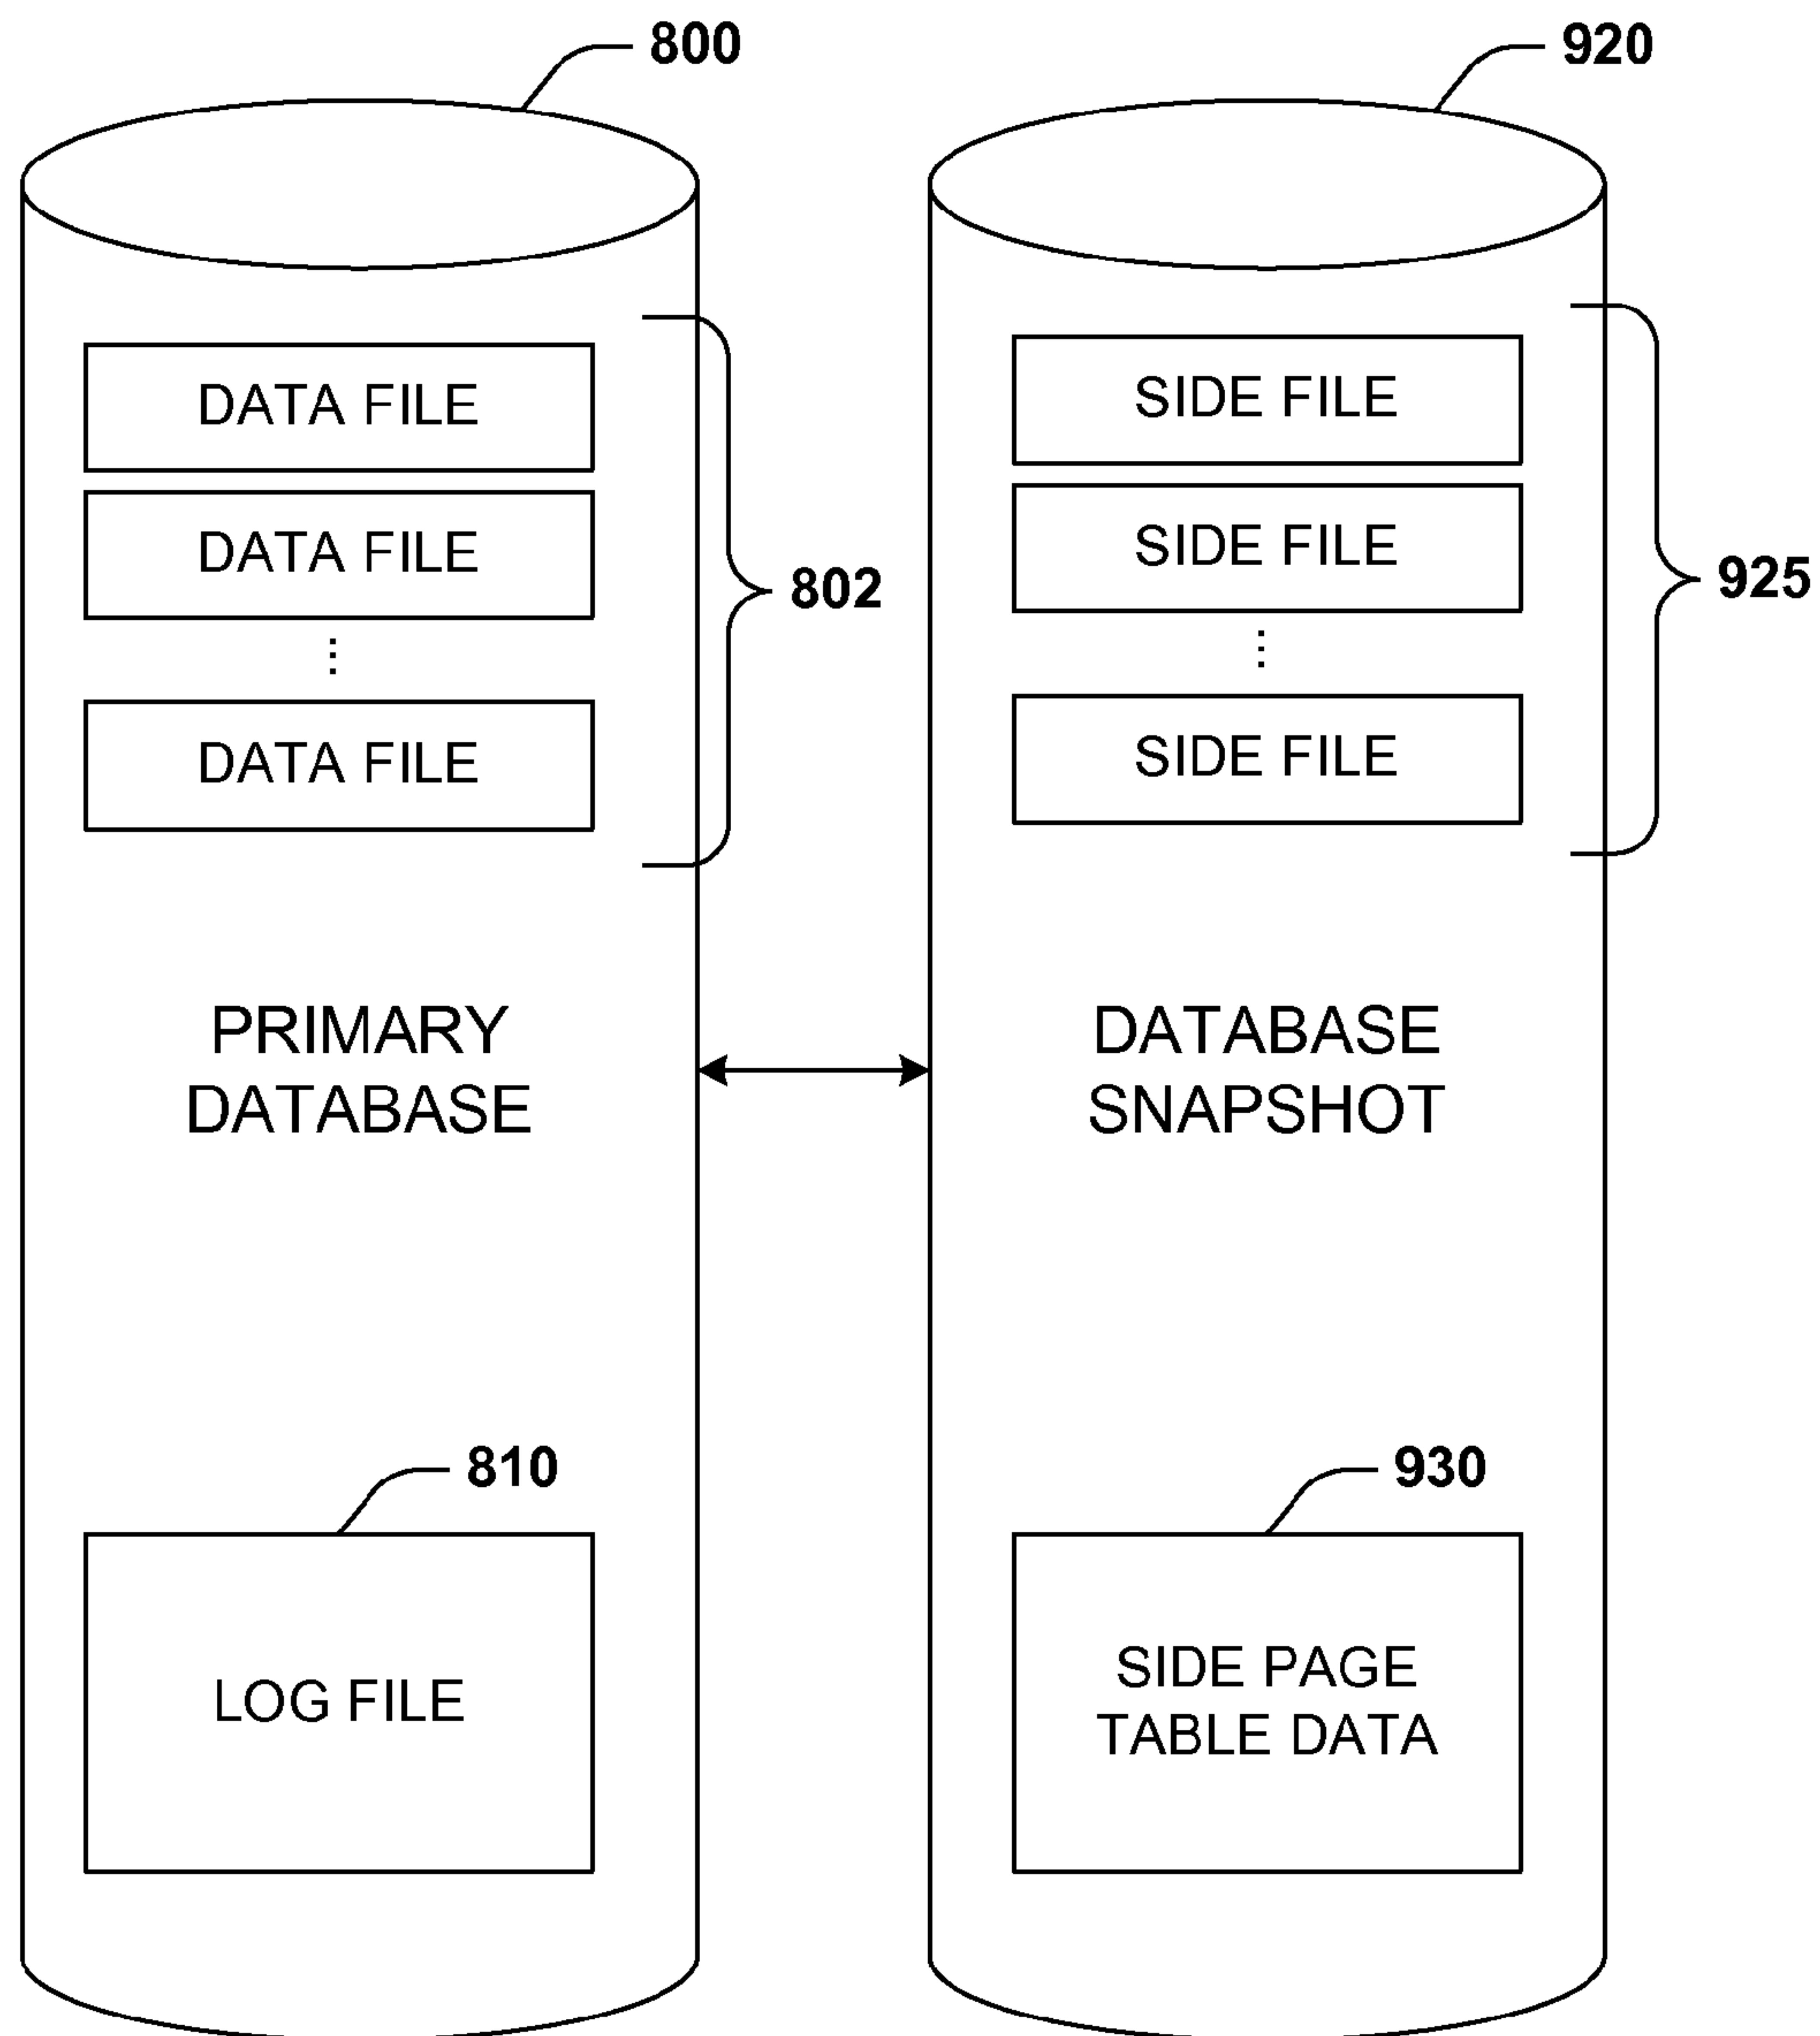 800
920
DATA FILE
DATA FILE
DATA FILE
802
SIDE FILE
SIDE FILE
SIDE FILE
925
PRIMARY
DATABASE
DATABASE
SNAPSHOT
810
LOG FILE
930
SIDE PAGE
TABLE DATA